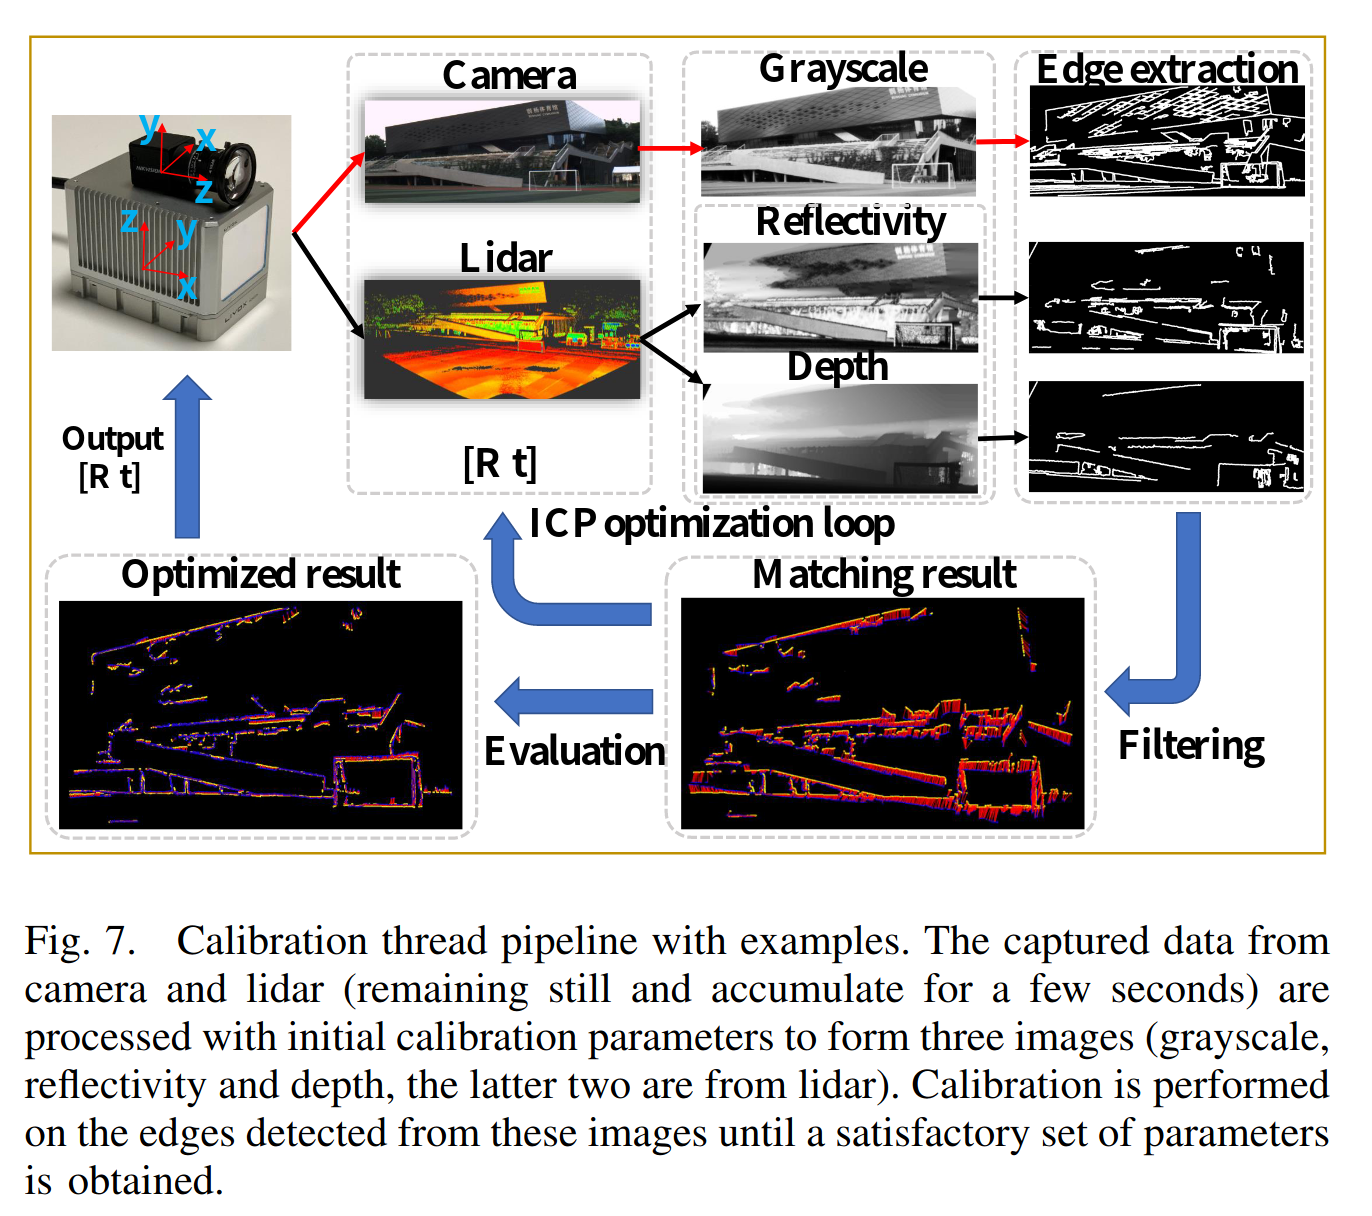 Camera
Grayscale
Edge extraction
y
x
z
z
y
x
HIKVISION
LIVOX
Lidar
Reflectivity
Depth
[R t]
Output
[R t]
ICP optimization loop
Optimized result
Matching result
Evaluation
Filtering
Fig. 7. Calibration thread pipeline with examples. The captured data from
camera and lidar (remaining still and accumulate for a few seconds) are
processed with initial calibration parameters to form three images (grayscale,
reflectivity and depth, the latter two are from lidar). Calibration is performed
on the edges detected from these images until a satisfactory set of parameters
is obtained.